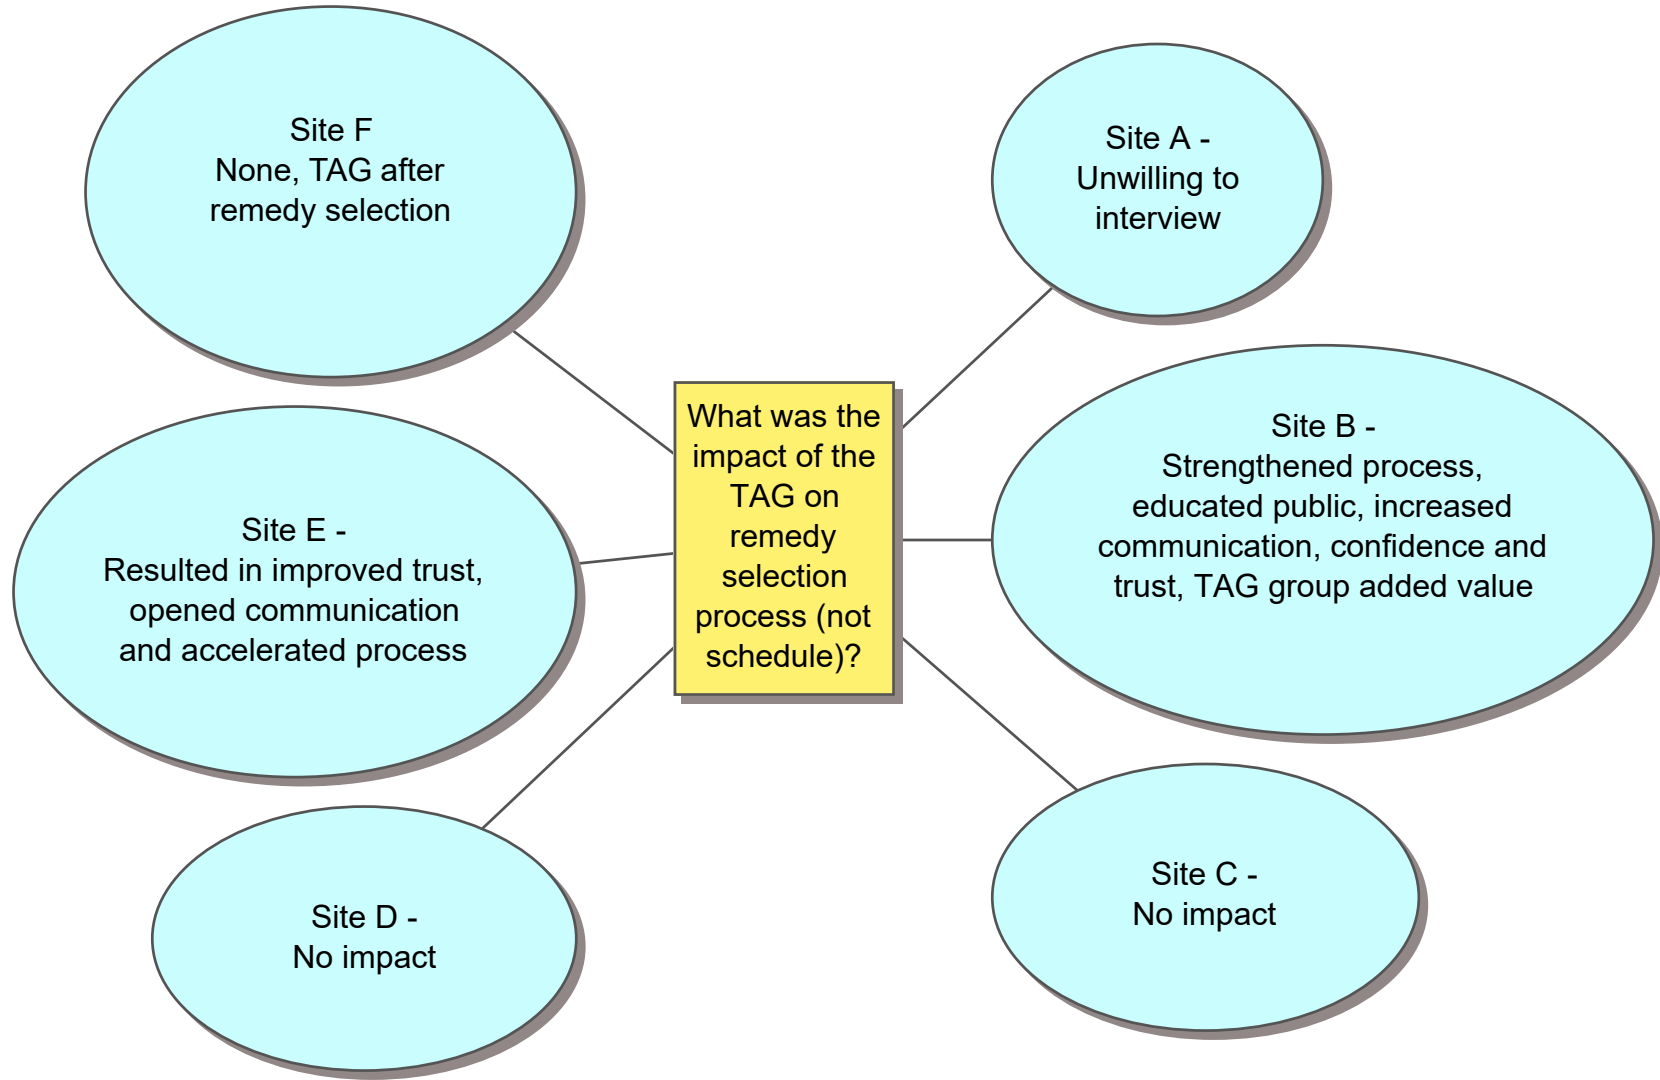 Site F
None, TAG after
remedy selection
Site A -
Unwilling to
interview
What was the
impact of the
TAG on
remedy
selection
process (not
schedule)?
Site B -
Strengthened process,
educated public, increased
communication, confidence and
trust, TAG group added value
Site E -
Resulted in improved trust,
opened communication
and accelerated process
Site D -
No impact
Site C -
No impact